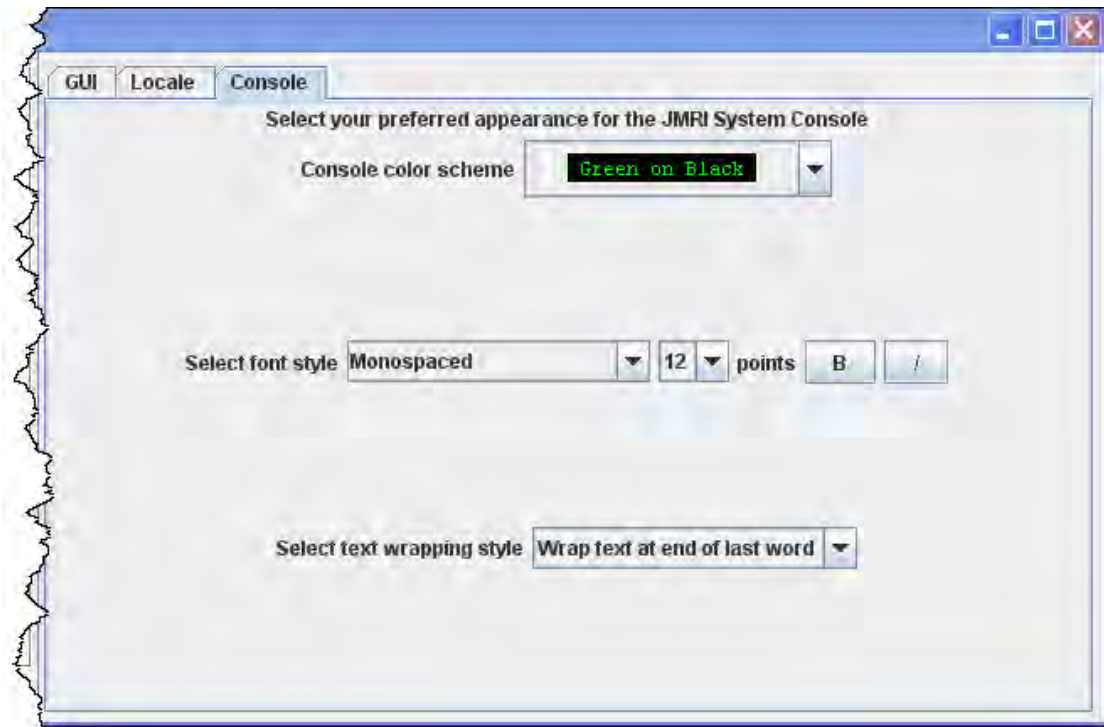 GUI Locale Console
Select your preferred appearance for the JMRI System Console
Console color scheme Green on Black
Select font style Monospaced 12 points B I
Select text wrapping style Wrap text at end of last word